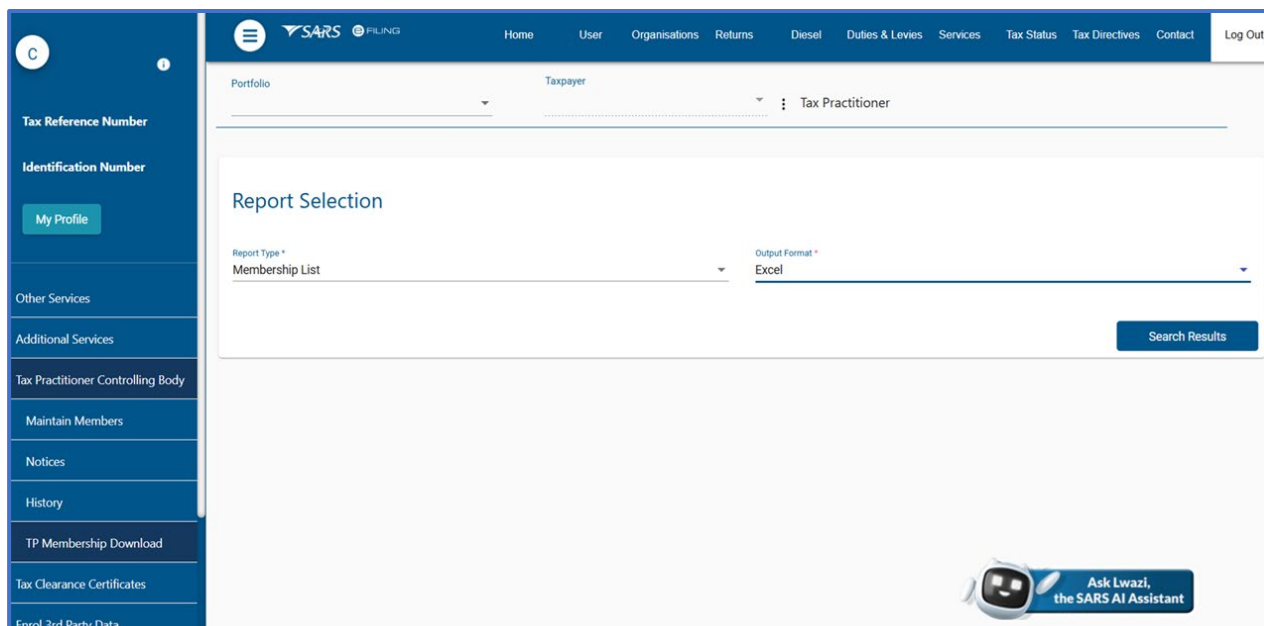 C
i
Tax Reference Number
Identification Number
My Profile
Other Services
Additional Services
Tax Practitioner Controlling Body
Maintain Members
Notices
History
TP Membership Download
Tax Clearance Certificates
Enrol 3rd Party Data
SARS eFILING
Home User Organisations Returns Diesel Duties & Levies Services Tax Status Tax Directives Contact Log Out
Portfolio
Taxpayer
Tax Practitioner
Report Selection
Report Type *
Membership List
Output Format *
Excel
Search Results
Ask Lwazi,
the SARS AI Assistant